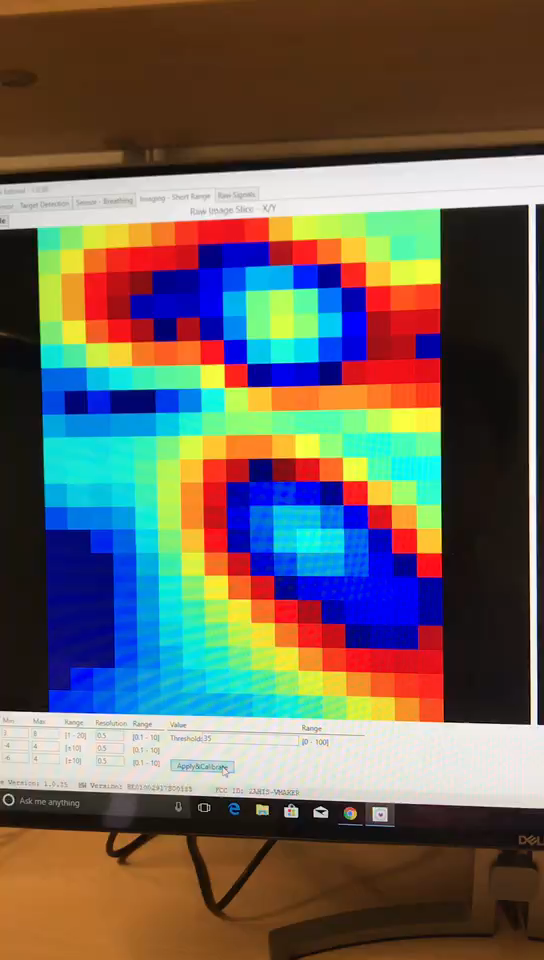 Target Detection Sensor - Breathing Imaging - Short Range Raw Signals
Raw Image Slice - X/Y
Min Max Range Resolution Range Value Range
3 8 [1 - 20] 0.5 [0.1 - 10] Threshold: 35 [0 - 100]
-4 4 [±10] 0.5 [0.1 - 10]
-6 4 [±10] 0.5 [0.1 - 10]
Apply&Calibrate
Version: 1.0.15 HW Version: FCC ID:
Ask me anything
DELL